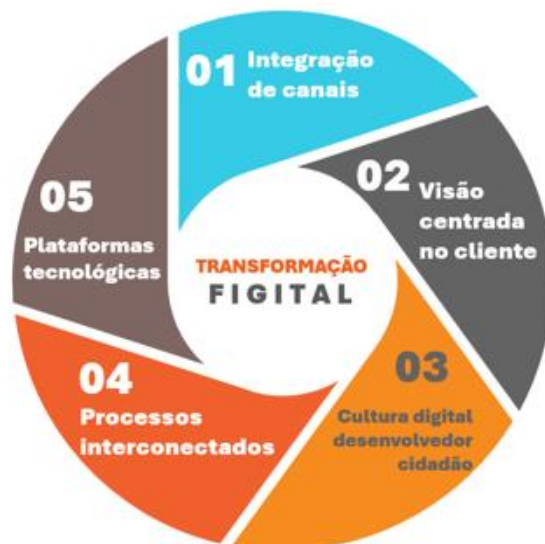 01 Integração
de canais
02 Visão
centrada
no cliente
03
Cultura digital
desenvolvedor
cidadão
04
Processos
interconectados
05
Plataformas
tecnológicas
TRANSFORMAÇÃO
FIGITAL